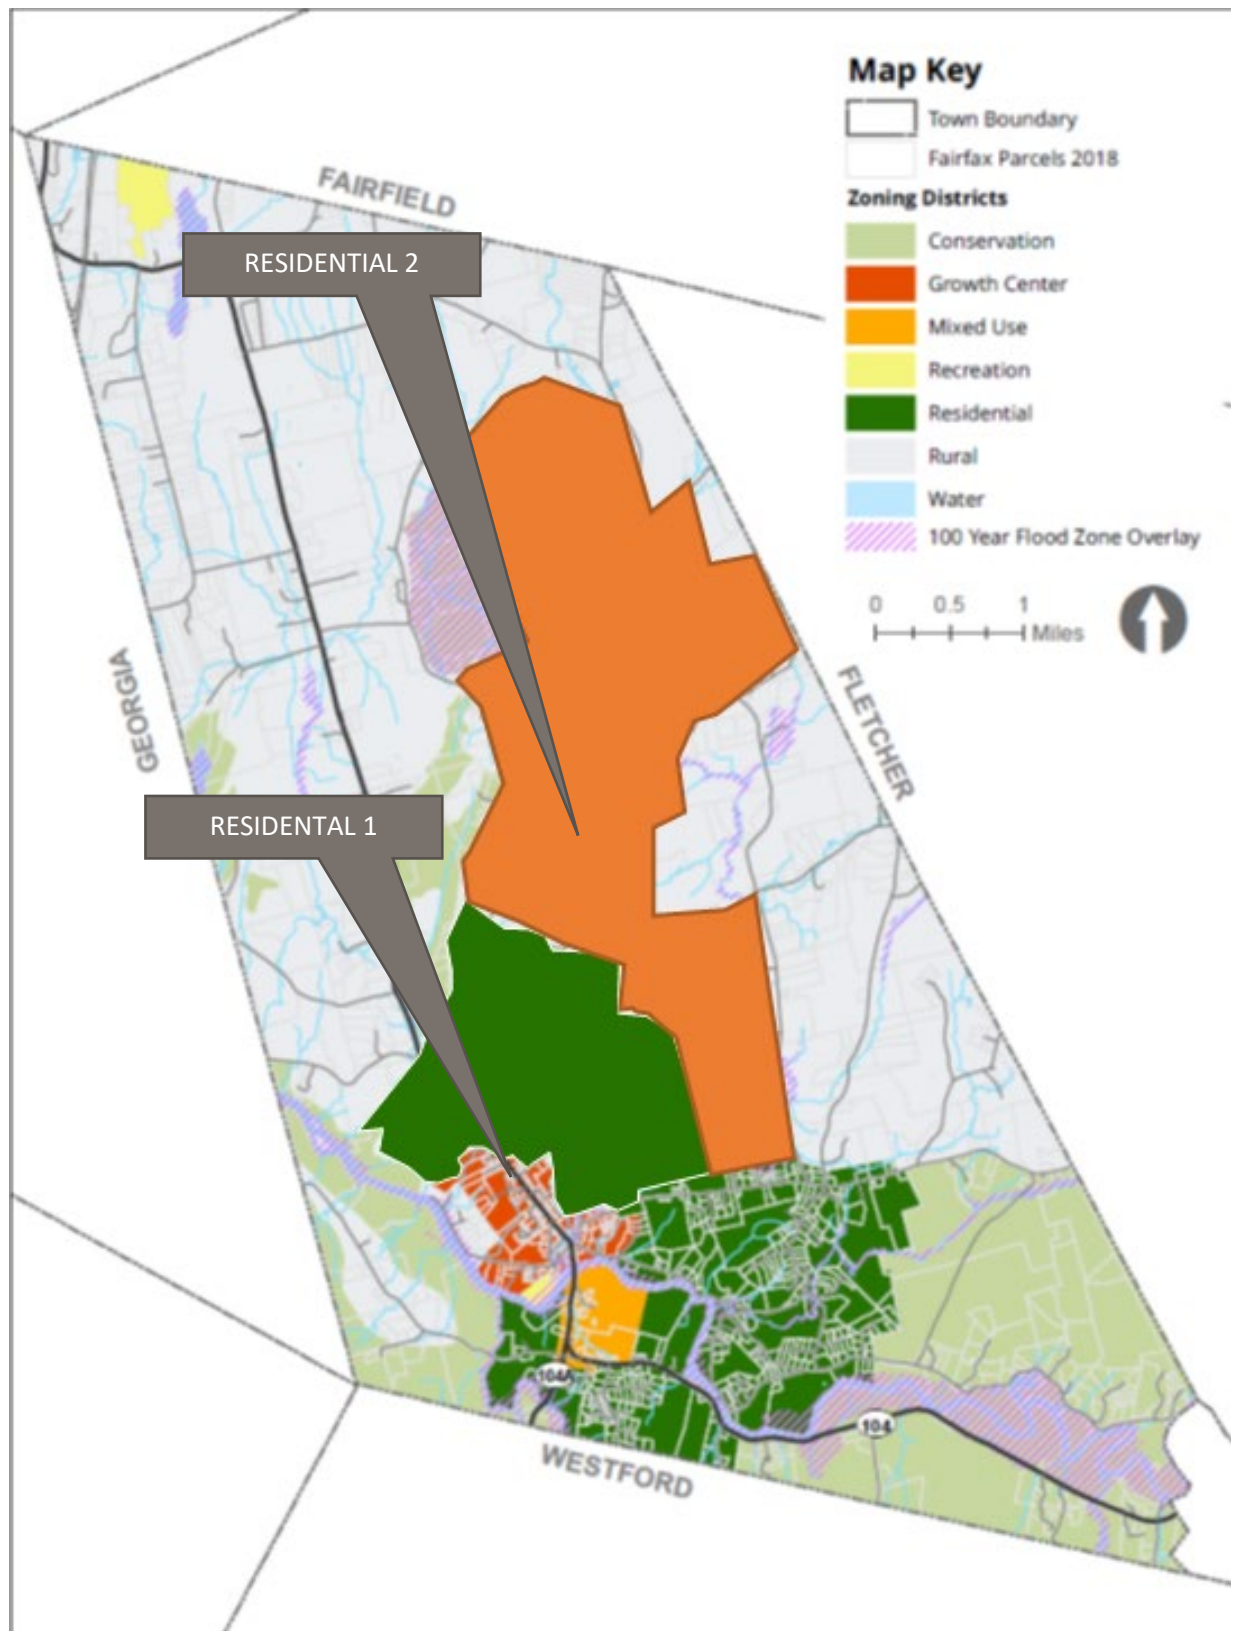 Map Key
Town Boundary
Fairfax Parcels 2018
Zoning Districts
Conservation
Growth Center
Mixed Use
Recreation
Residential
Rural
Water
100 Year Flood Zone Overlay
0 0.5 1
Miles
FAIRFIELD
RESIDENTIAL 2
GEORGIA
FLETCHER
RESIDENTAL 1
104A
104
WESTFORD